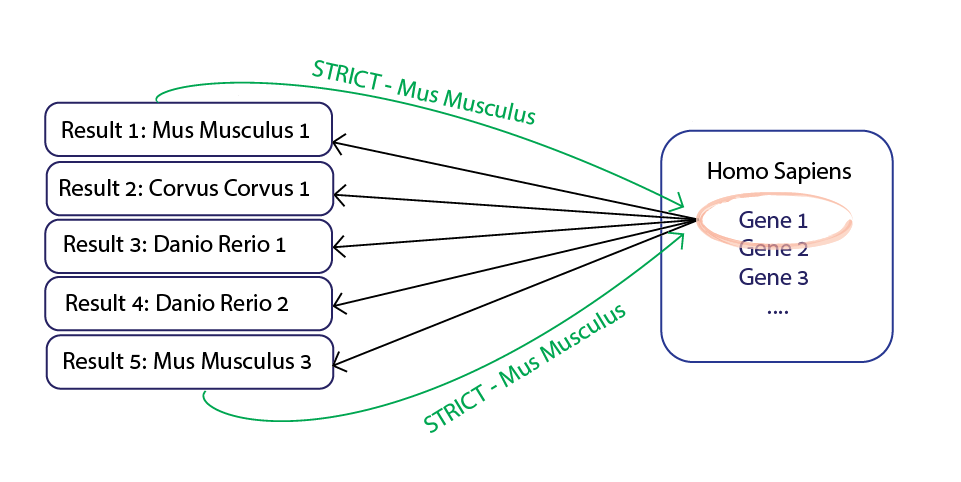 STRICT - Mus Musculus
Result 1: Mus Musculus 1
Result 2: Corvus Corvus 1
Result 3: Danio Rerio 1
Result 4: Danio Rerio 2
Result 5: Mus Musculus 3
Homo Sapiens
Gene 1
Gene 2
Gene 3
....
STRICT - Mus Musculus